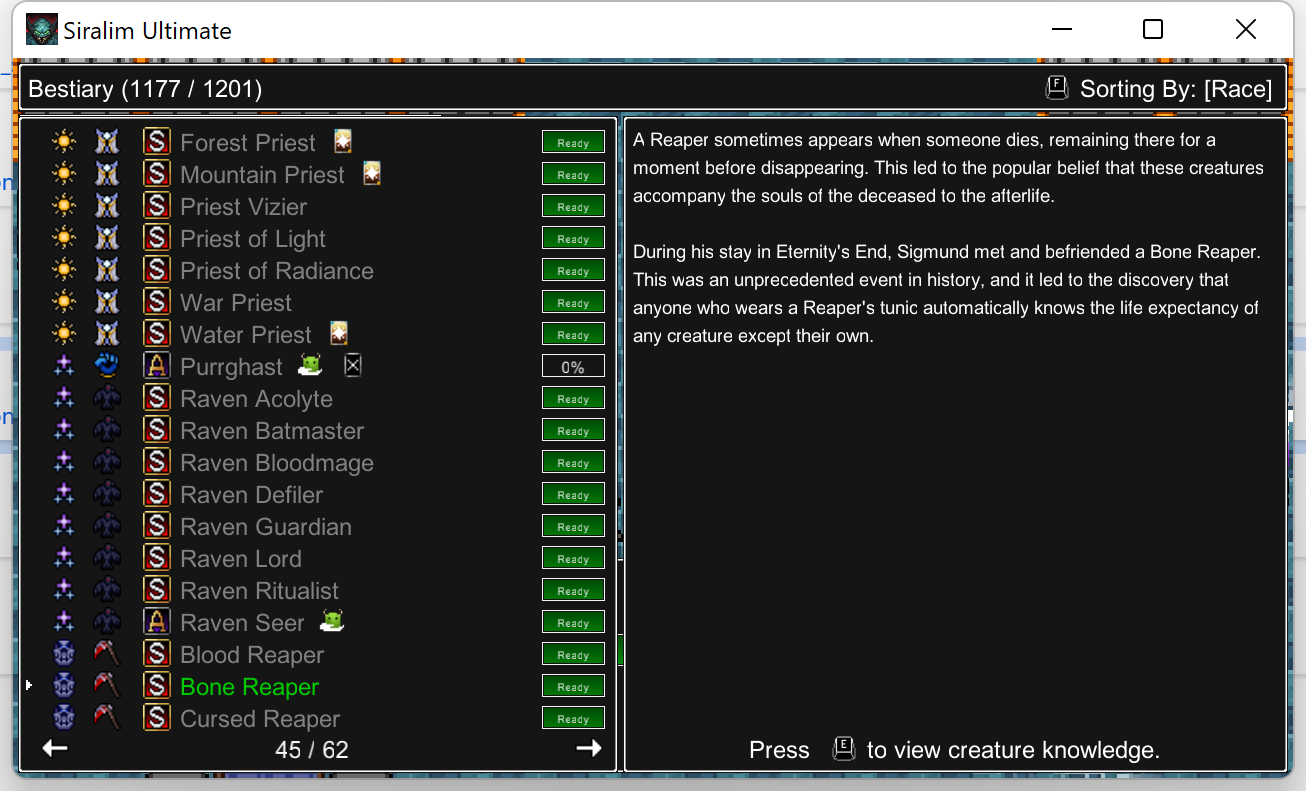 Siralim Ultimate
Bestiary (1177 / 1201)
F Sorting By: [Race]
S Forest Priest Ready
S Mountain Priest Ready
S Priest Vizier Ready
S Priest of Light Ready
S Priest of Radiance Ready
S War Priest Ready
S Water Priest Ready
A Purrghast 0%
S Raven Acolyte Ready
S Raven Batmaster Ready
S Raven Bloodmage Ready
S Raven Defiler Ready
S Raven Guardian Ready
S Raven Lord Ready
S Raven Ritualist Ready
A Raven Seer Ready
S Blood Reaper Ready
S Bone Reaper Ready
S Cursed Reaper Ready
45 / 62
A Reaper sometimes appears when someone dies, remaining there for a
moment before disappearing. This led to the popular belief that these creatures
accompany the souls of the deceased to the afterlife.
During his stay in Eternity's End, Sigmund met and befriended a Bone Reaper.
This was an unprecedented event in history, and it led to the discovery that
anyone who wears a Reaper's tunic automatically knows the life expectancy of
any creature except their own.
Press E to view creature knowledge.